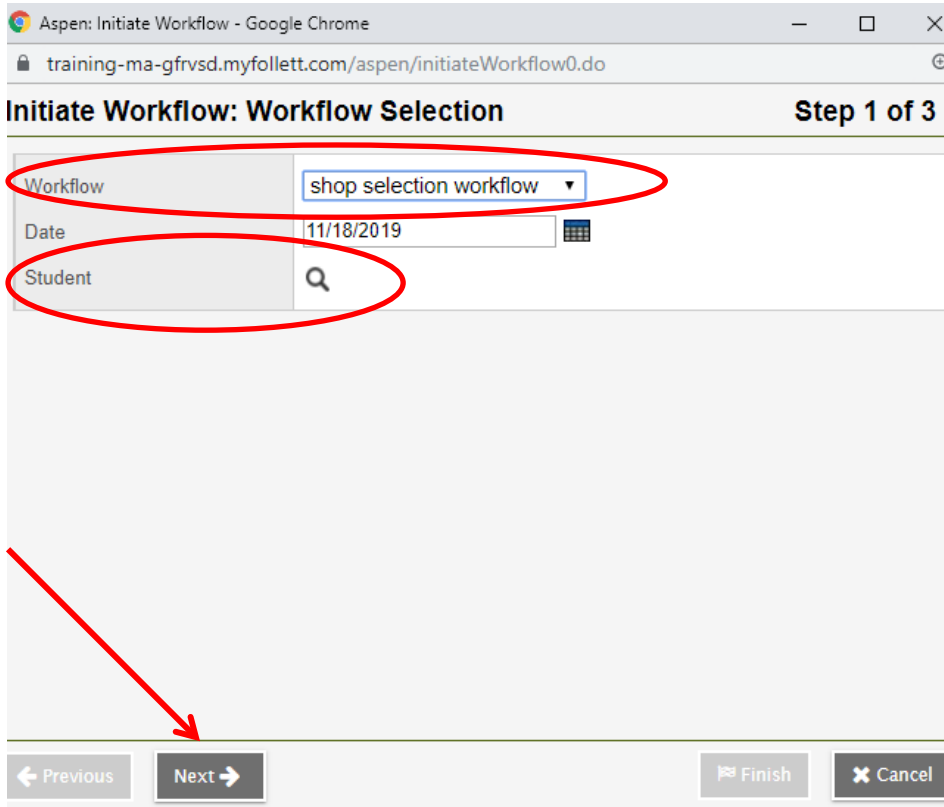 Aspen: Initiate Workflow - Google Chrome
training-ma-gfrvsd.myfollett.com/aspen/initiateWorkflow0.do
Initiate Workflow: Workflow Selection Step 1 of 3
Workflow shop selection workflow
Date 11/18/2019
Student
Previous Next Finish Cancel